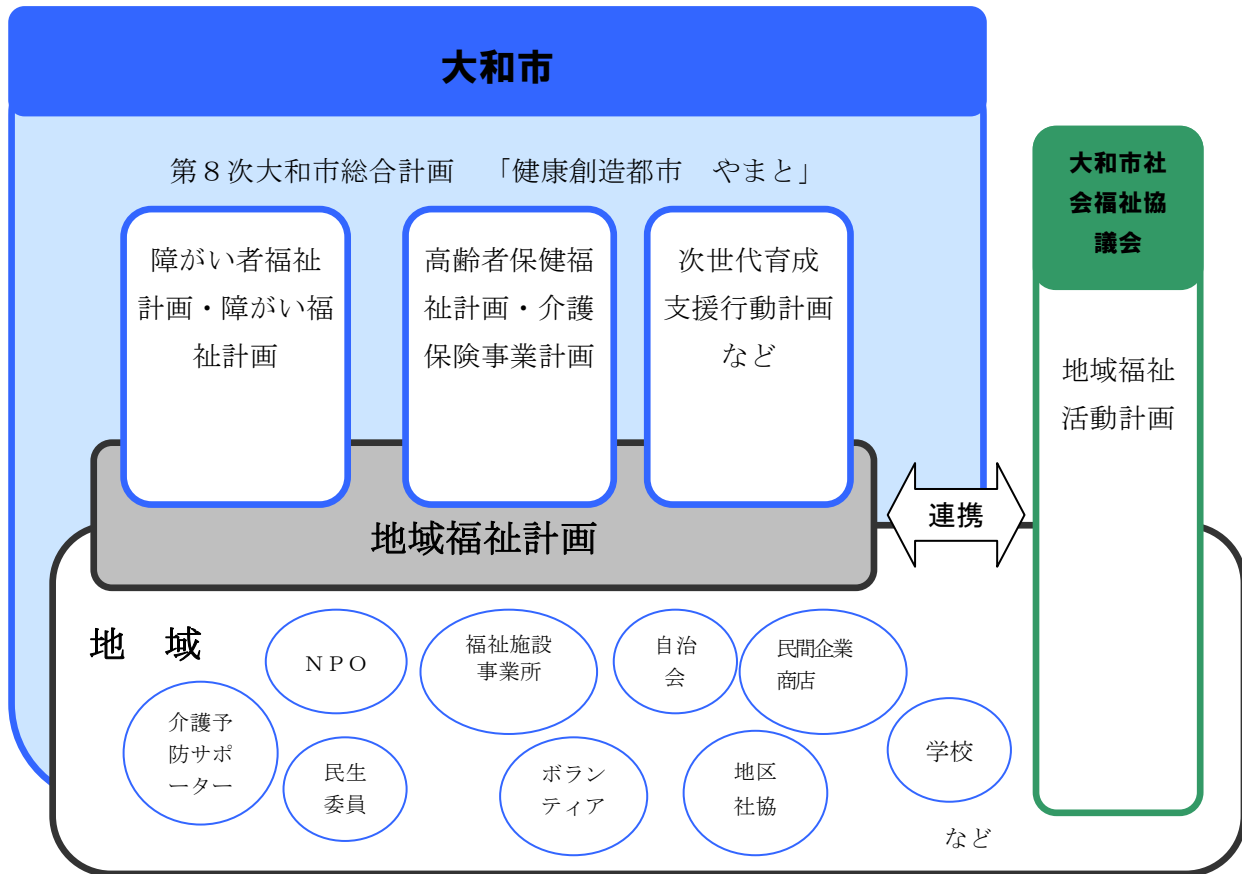 大和市
第８次大和市総合計画　「健康創造都市　やまと」
障がい者福祉
計画・障がい福
祉計画
高齢者保健福
祉計画・介護
保険事業計画
次世代育成
支援行動計画
など
大和市社
会福祉協
議会
地域福祉
活動計画
連携
地域福祉計画
地　域
ＮＰＯ
福祉施設
事業所
自治
会
民間企業
商店
介護予
防サポ
ーター
民生
委員
ボラン
ティア
地区
社協
学校
など